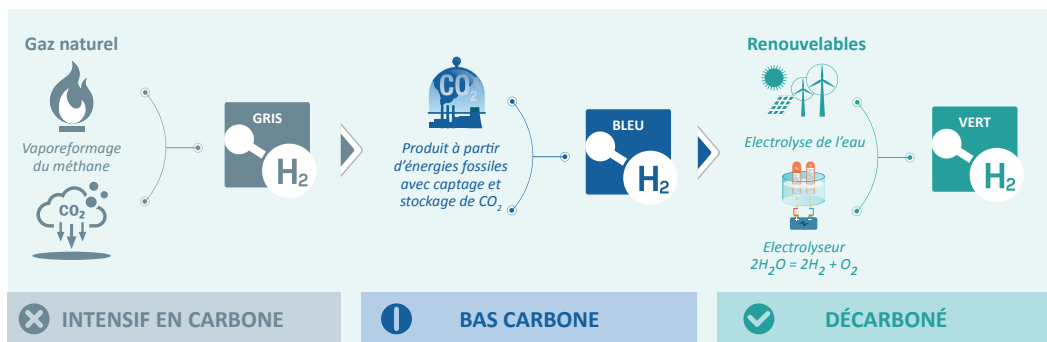 Gaz naturel
Vaporeformage
du méthane
CO₂
GRIS
H₂
CO₂
Produit à partir
d'énergies fossiles
avec captage et
stockage de CO₂
BLEU
H₂
Renouvelables
Electrolyse de l'eau
Electrolyseur
2H₂O = 2H₂ + O₂
VERT
H₂
INTENSIF EN CARBONE
BAS CARBONE
DÉCARBONÉ